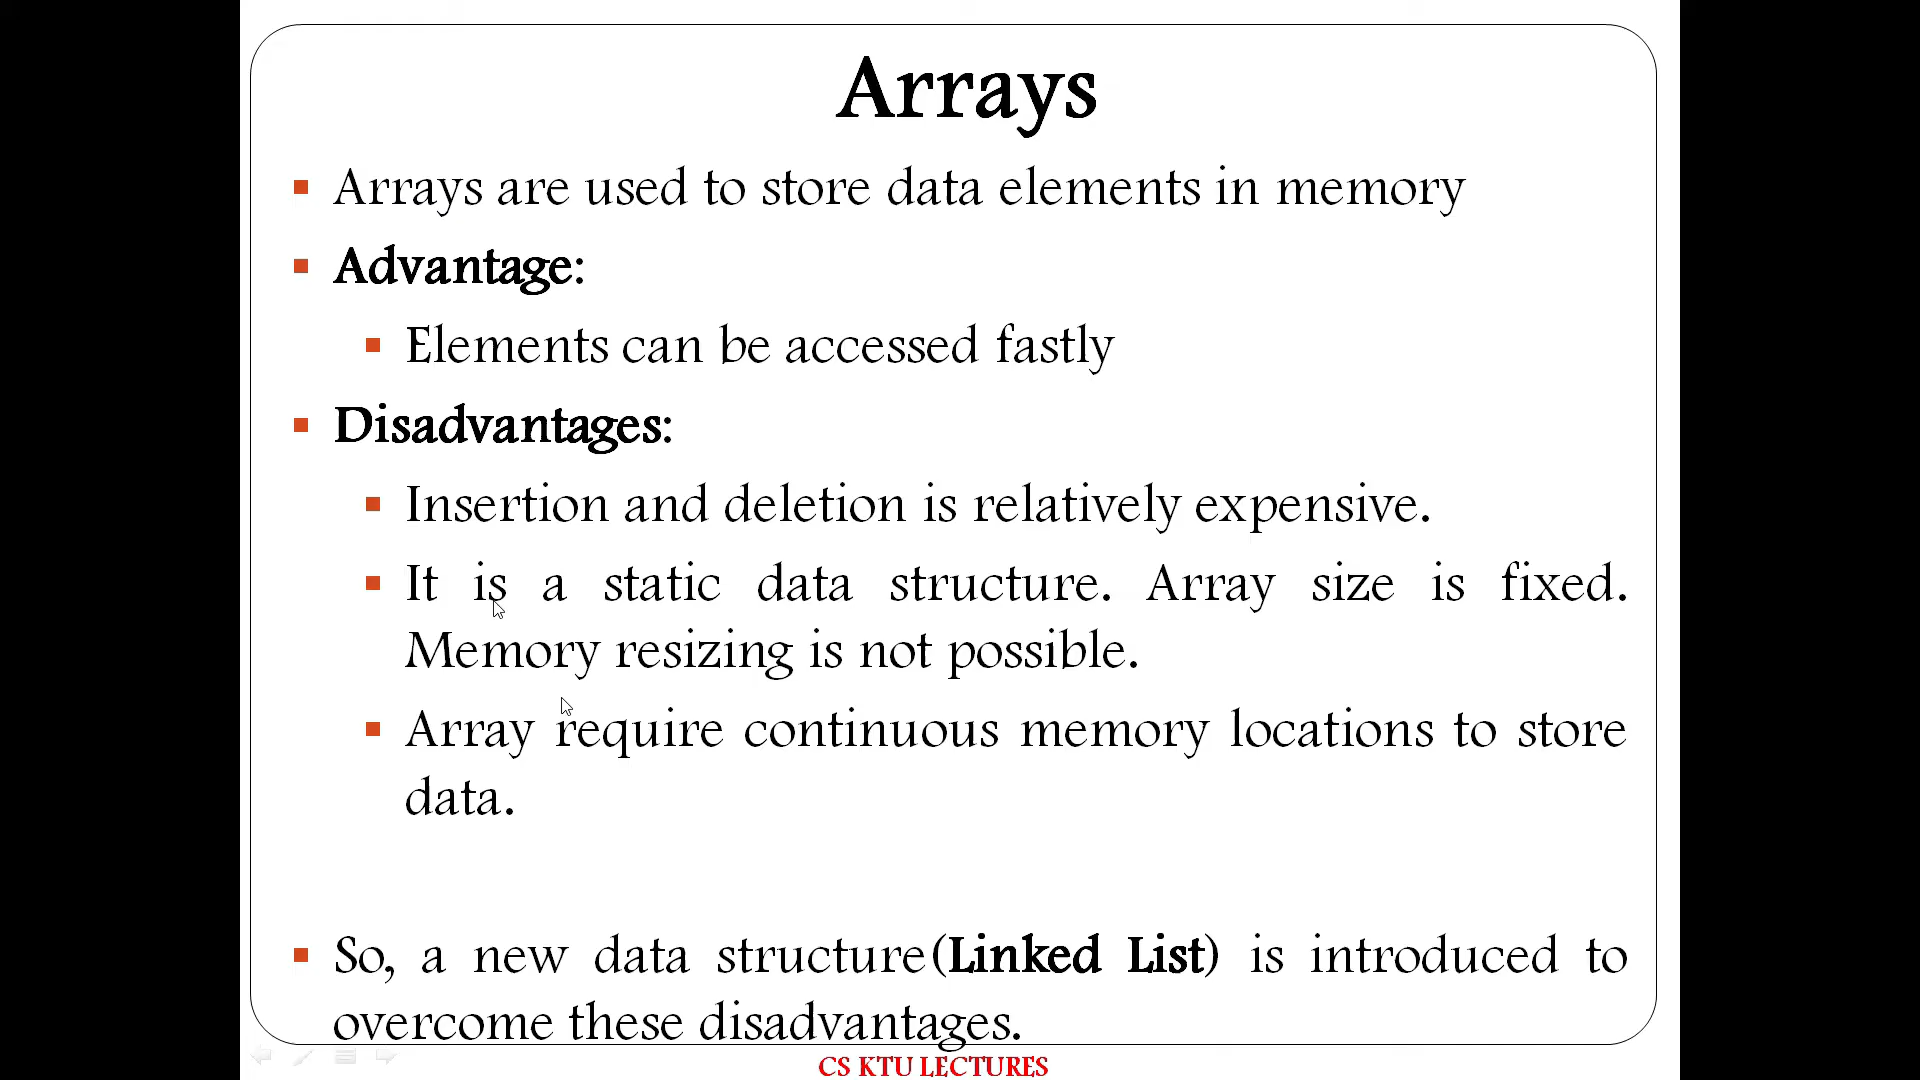 Arrays
Arrays are used to store data elements in memory
Advantage:
Elements can be accessed fastly
Disadvantages:
Insertion and deletion is relatively expensive.
It is a static data structure. Array size is fixed.
Memory resizing is not possible.
Array require continuous memory locations to store
data.
So, a new data structure(Linked List) is introduced to
overcome these disadvantages.
CS KTU LECTURES